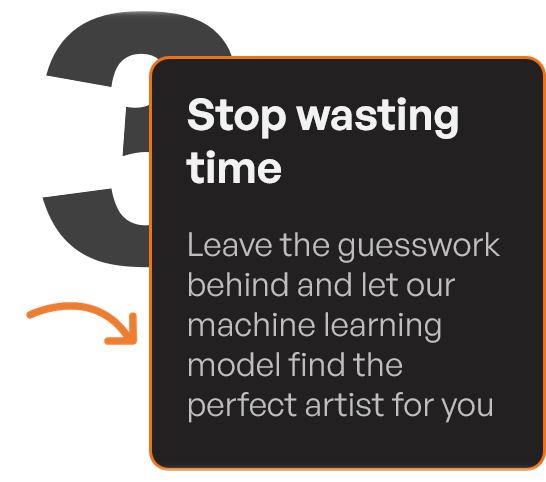 3
Stop wasting
time
Leave the guesswork
behind and let our
machine learning
model find the
perfect artist for you